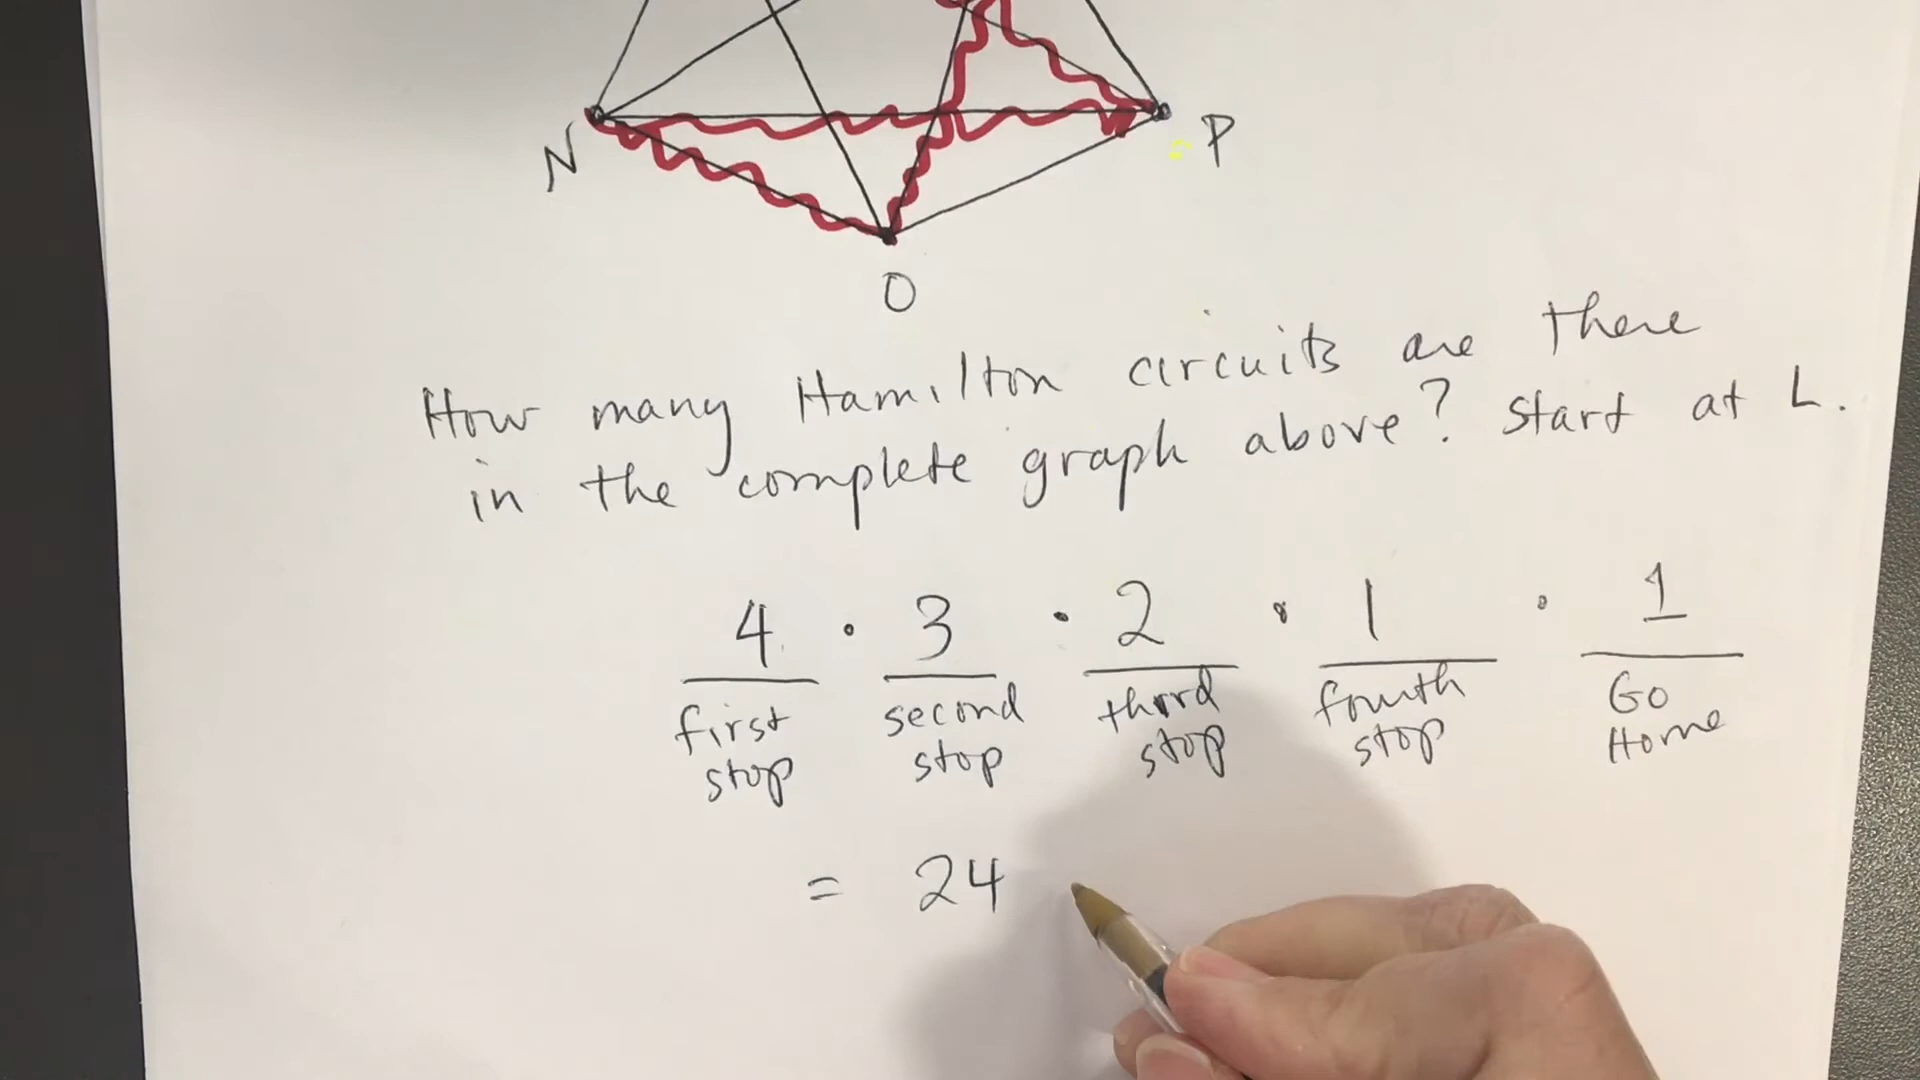 N
P
O
How many Hamilton circuits are there
in the complete graph above? Start at L.
4 · 3 · 2 · 1 · 1
first second third fourth Go
stop stop stop stop Home
= 24